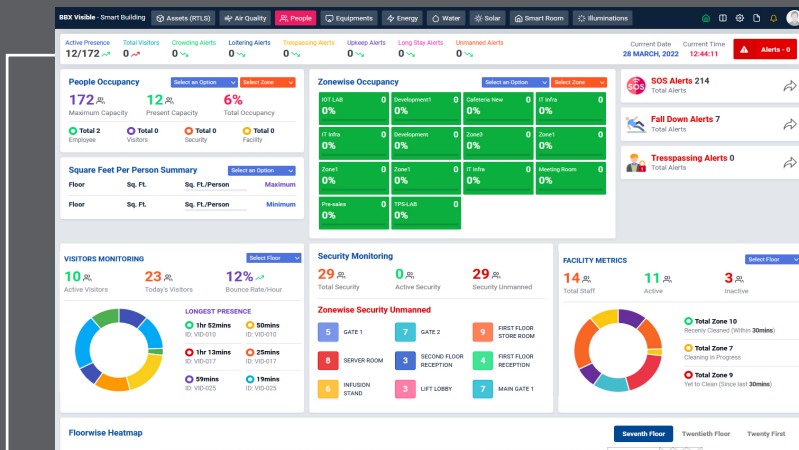 BBX Visible - Smart Building Assets (RTLS) Air Quality People Equipments Energy Water Solar Smart Room Illuminations
Active Presence Total Visitors Crowding Alerts Loitering Alerts Trespassing Alerts Upkeep Alerts Long Stay Alerts Unmanned Alerts
12/172 0 0 0 0 0 0 0
Current Date Current Time
28 MARCH, 2022 12:44:11
Alerts - 0
People Occupancy Select an Option Select Zone
172 12 6%
Maximum Capacity Present Capacity Total Occupancy
Total 2 Total 0 Total 0 Total 0
Employee Visitors Security Facility
Square Feet Per Person Summary Select an Option
Floor Sq. Ft. Sq. Ft./Person Maximum
Floor Sq. Ft. Sq. Ft./Person Minimum
Zonewise Occupancy Select an Option Select Zone
IOT LAB 0 Development1 0 Cafeteria New 0 IT Infra 0
0% 0% 0% 0%
IT Infra 0 Development 0 Zone3 0 Zone1 0
0% 0% 0% 0%
Zone1 0 Zone1 0 IT Infra 0 Meeting Room 0
0% 0% 0% 0%
Pre-sales 0 TPS-LAB 0
0% 0%
SOS
SOS Alerts 214
Total Alerts
Fall Down Alerts 7
Total Alerts
Tresspassing Alerts 0
Total Alerts
VISITORS MONITORING Select Floor
10 23 12%
Active Visitors Today's Visitors Bounce Rate/Hour
LONGEST PRESENCE
1hr 52mins 50mins
ID: VID-010 ID: VID-010
1hr 13mins 25mins
ID: VID-017 ID: VID-017
59mins 19mins
ID: VID-025 ID: VID-025
Security Monitoring
29 0 29
Total Security Active Security Security Unmanned
Zonewise Security Unmanned
5 GATE 1 7 GATE 2 9 FIRST FLOOR
STORE ROOM
8 SERVER ROOM 3 SECOND FLOOR 4 FIRST FLOOR
RECEPTION RECEPTION
6 INFUSION 3 LIFT LOBBY 7 MAIN GATE 1
STAND
FACILITY METRICS Select Floor
14 11 3
Total Staff Active Inactive
Total Zone 10
Recenly Cleaned (Within 30mins)
Total Zone 7
Cleaning in Progress
Total Zone 9
Yet to Clean (Since last 30mins)
Floorwise Heatmap Seventh Floor Twentieth Floor Twenty First